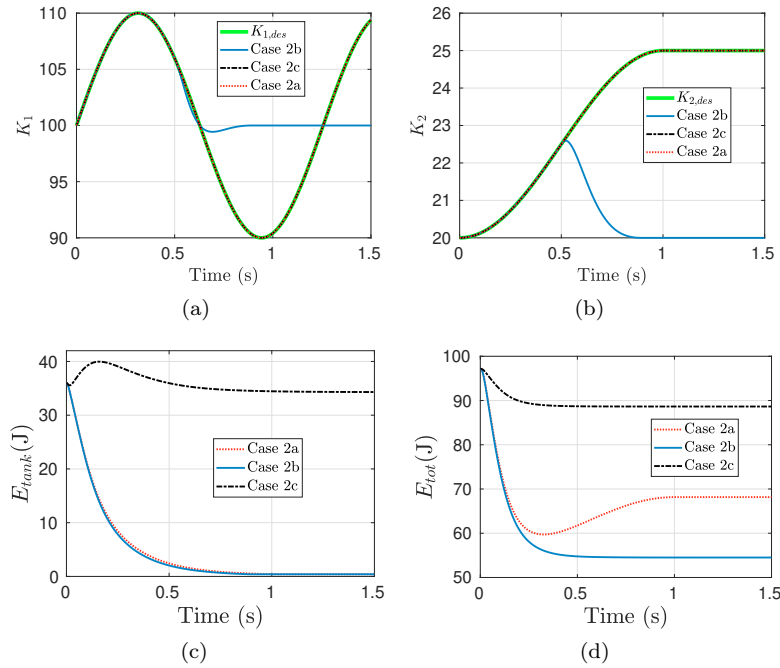 110
105
100
95
90
K1
K1,des
Case 2b
Case 2c
Case 2a
0
0.5
1
1.5
Time (s)
(a)
26
25
24
23
22
21
20
K2
K2,des
Case 2b
Case 2c
Case 2a
0
0.5
1
1.5
Time (s)
(b)
40
30
20
10
0
Etank(J)
Case 2a
Case 2b
Case 2c
0
0.5
1
1.5
Time (s)
(c)
100
90
80
70
60
50
Etot(J)
Case 2a
Case 2b
Case 2c
0
0.5
1
1.5
Time (s)
(d)